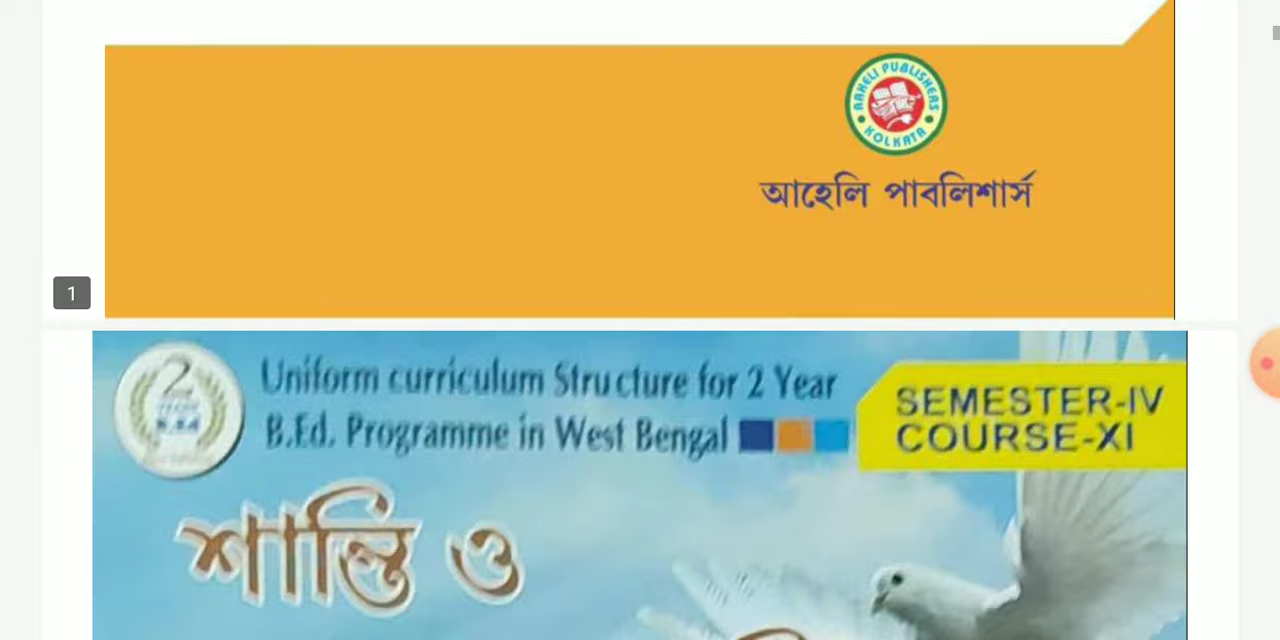 AAHELI PUBLISHERS
KOLKATA
আহেলি পাবলিশার্স
1
2
Uniform curriculum Structure for 2 Year
B.Ed. Programme in West Bengal
SEMESTER-IV
COURSE-XI
শান্তি ও